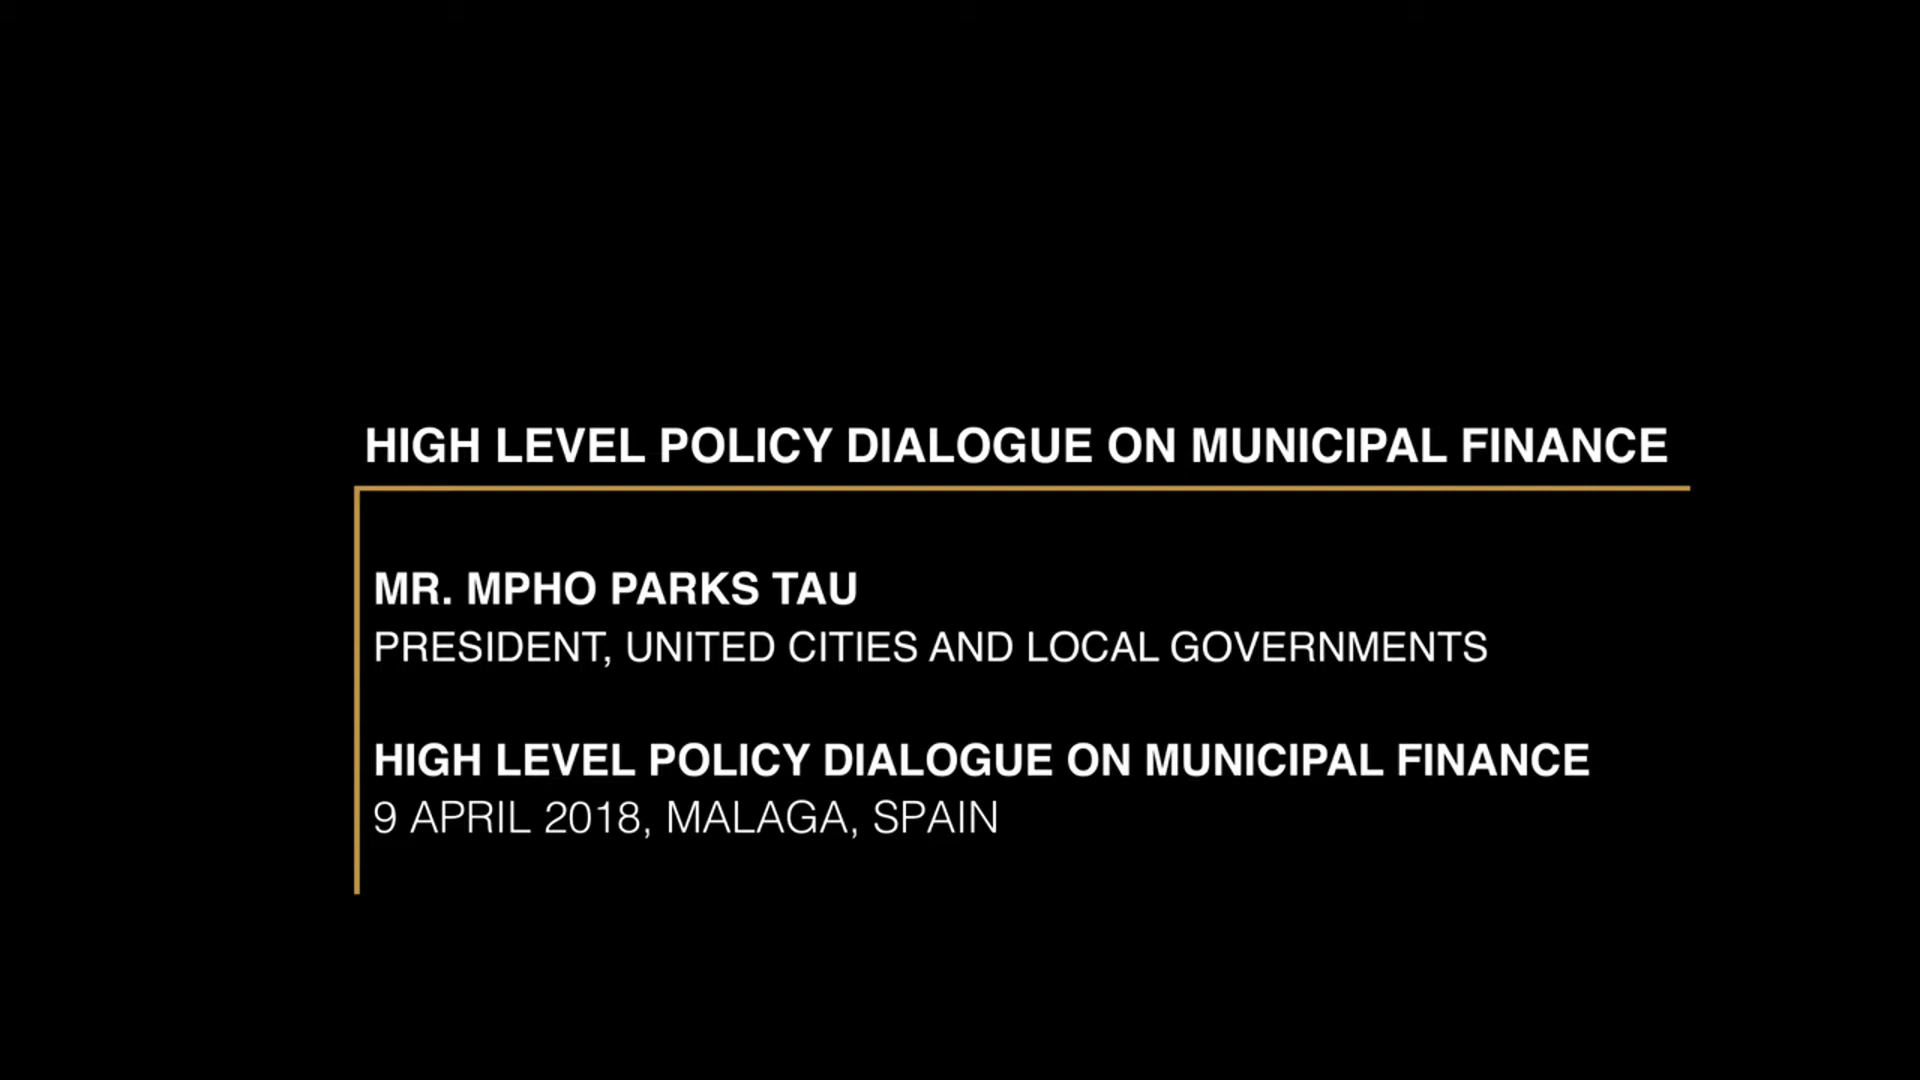 HIGH LEVEL POLICY DIALOGUE ON MUNICIPAL FINANCE
MR. MPHO PARKS TAU
PRESIDENT, UNITED CITIES AND LOCAL GOVERNMENTS
HIGH LEVEL POLICY DIALOGUE ON MUNICIPAL FINANCE
9 APRIL 2018, MALAGA, SPAIN